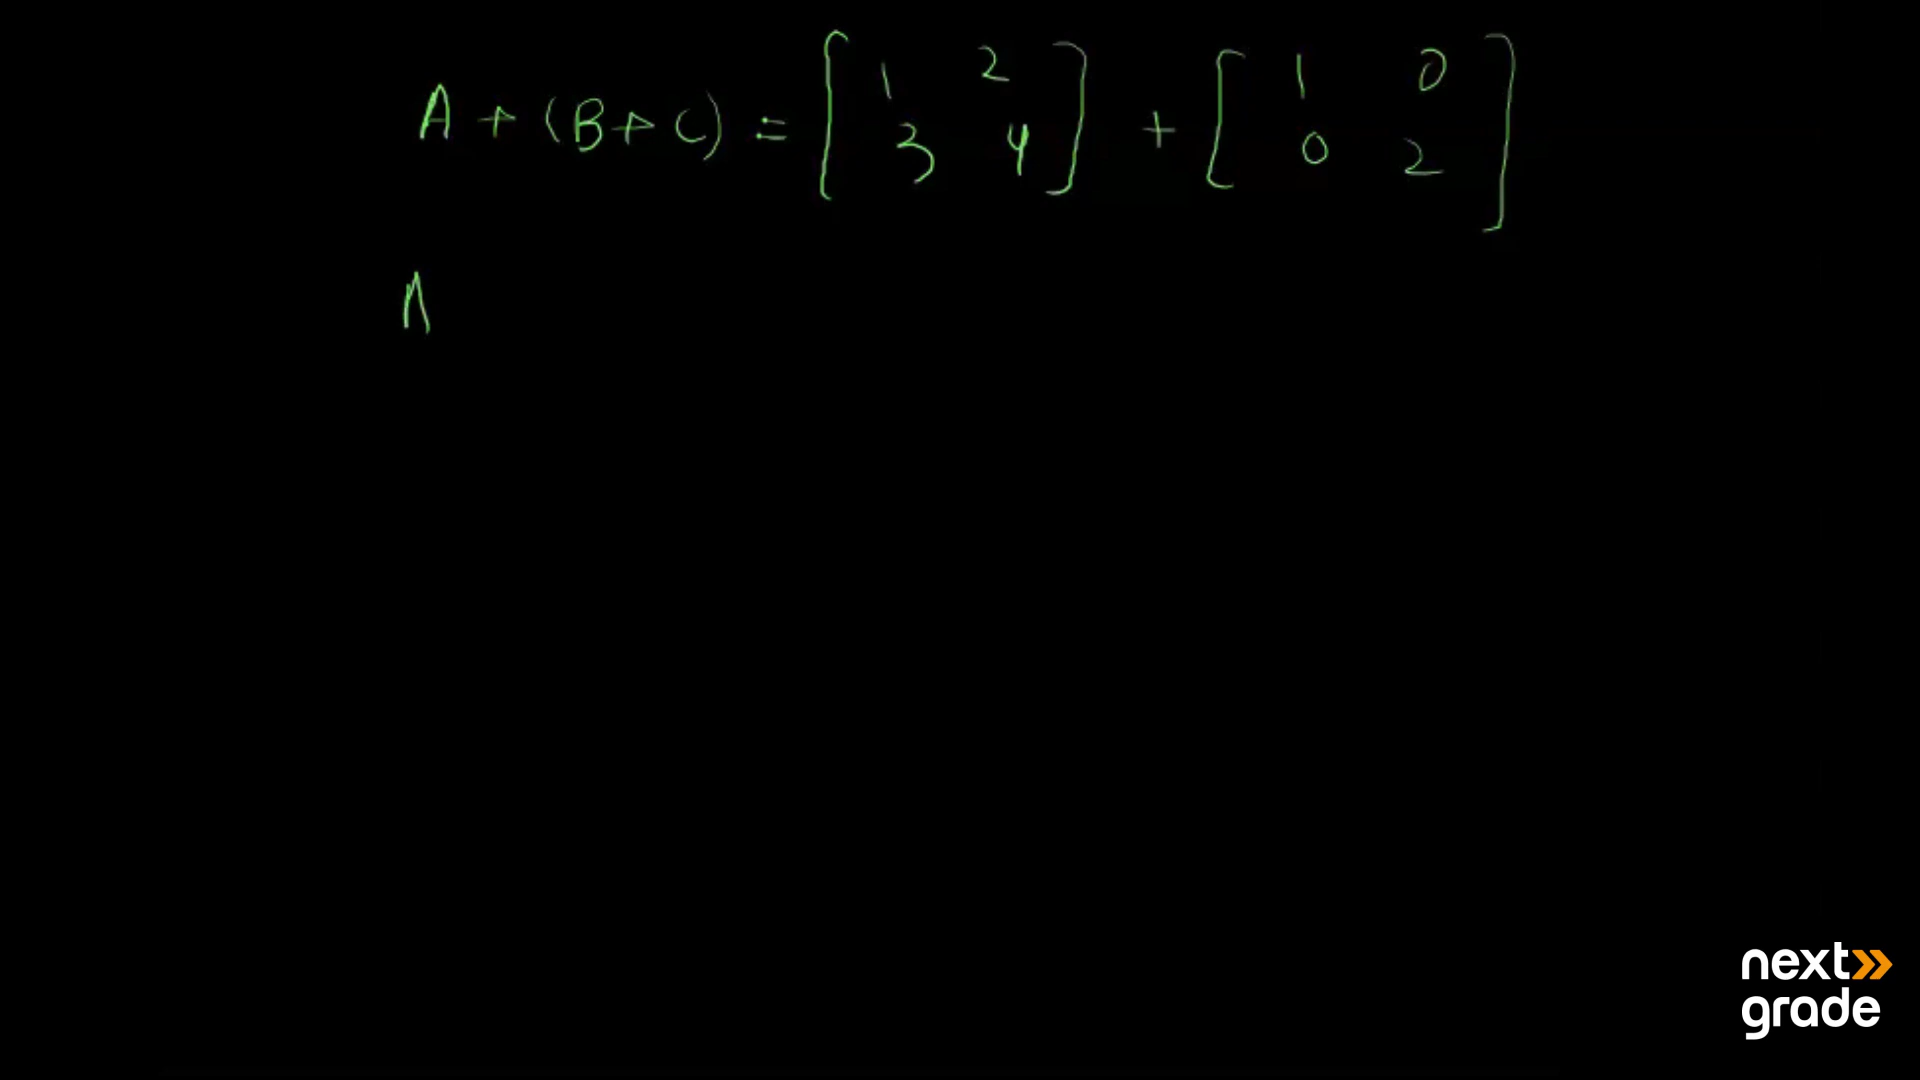 A + (B + C) = [ 1 2 ] + [ 1 0 ]
3 4 0 2
A
next
grade